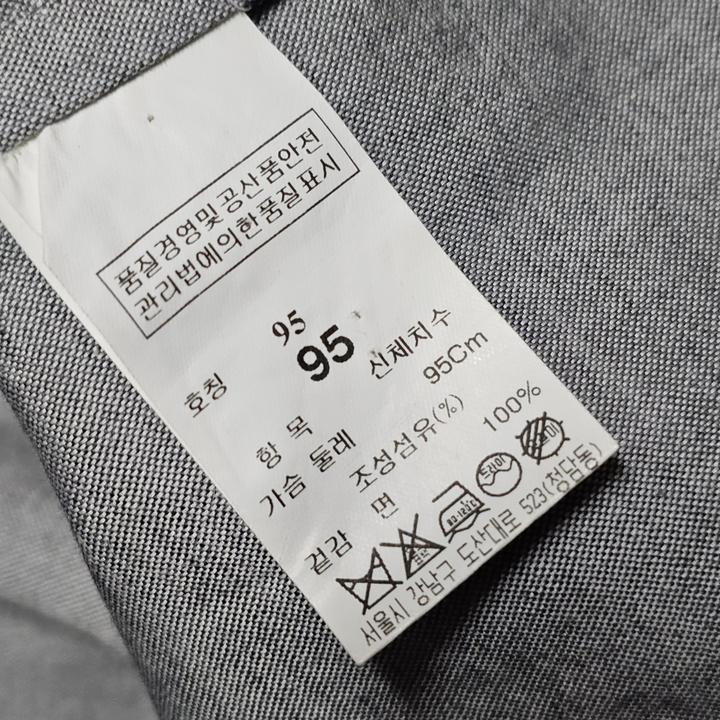 품질경영및공산품안전
관리법에의한품질표시
95
호칭 95
항목 신체치수
가슴 둘레 95Cm
조성섬유(%)
겉감 면 100%
드라이
서울시 강남구 도산대로 523(청담동)